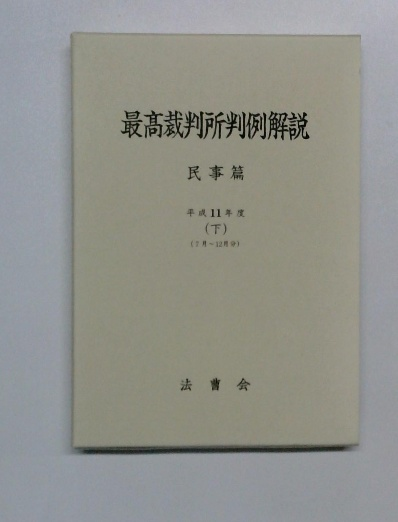 最高裁判所判例解説
民事篇
平成11年度
(下)
(7月~12月分)
法曹会